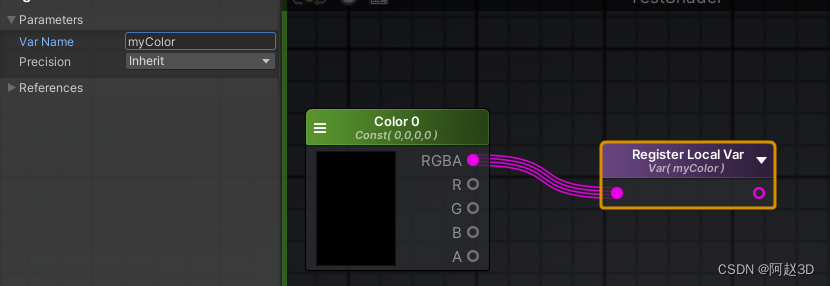 Parameters
Var Name
myColor
Precision
Inherit
References
TestShader
Color 0
Const( 0,0,0,0 )
RGBA
R
G
B
A
Register Local Var
Var( myColor )
CSDN @阿赵3D